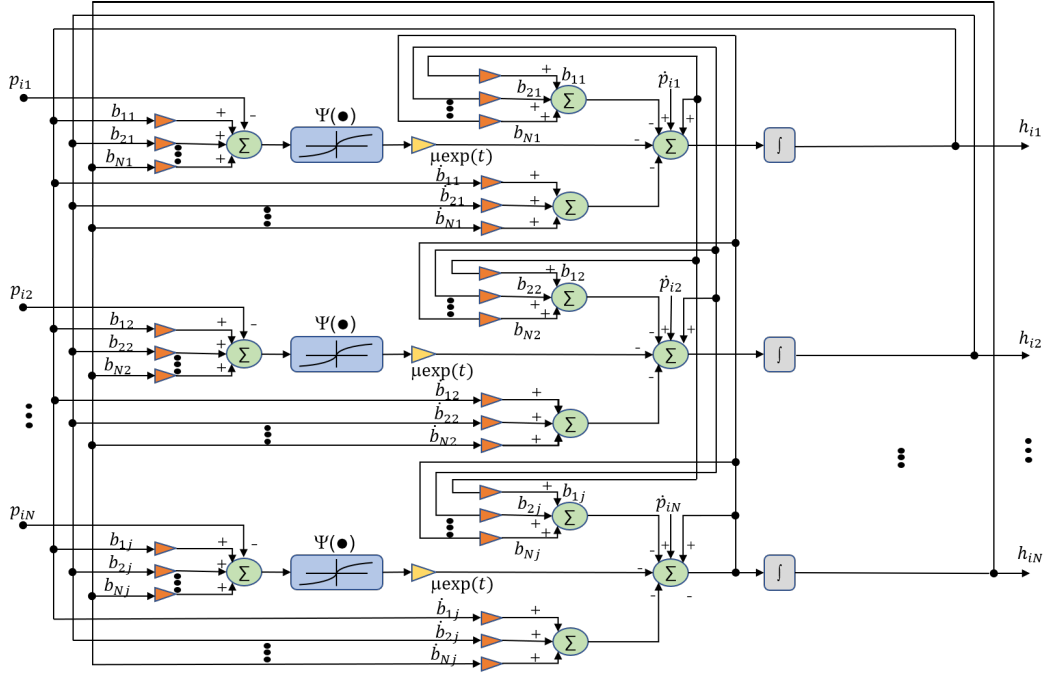 p_{i1}
b_{11}
b_{21}
b_{N1}
+
+
+
-
Σ
Ψ(●)
μexp(t)
b_{11}
b_{21}
b_{N1}
+
+
+
Σ
ṗ_{i1}
-
+
+
-
-
Σ
∫
h_{i1}
ḃ_{11}
ḃ_{21}
ḃ_{N1}
+
+
+
Σ
p_{i2}
b_{12}
b_{22}
b_{N2}
+
+
+
-
Σ
Ψ(●)
μexp(t)
b_{12}
b_{22}
b_{N2}
+
+
+
Σ
ṗ_{i2}
-
+
+
-
-
Σ
∫
h_{i2}
ḃ_{12}
ḃ_{22}
ḃ_{N2}
+
+
+
Σ
p_{iN}
b_{1j}
b_{2j}
b_{Nj}
+
+
+
-
Σ
Ψ(●)
μexp(t)
b_{1j}
b_{2j}
b_{Nj}
+
+
+
Σ
ṗ_{iN}
-
+
+
-
-
-
Σ
∫
h_{iN}
ḃ_{1j}
ḃ_{2j}
ḃ_{Nj}
+
+
+
Σ